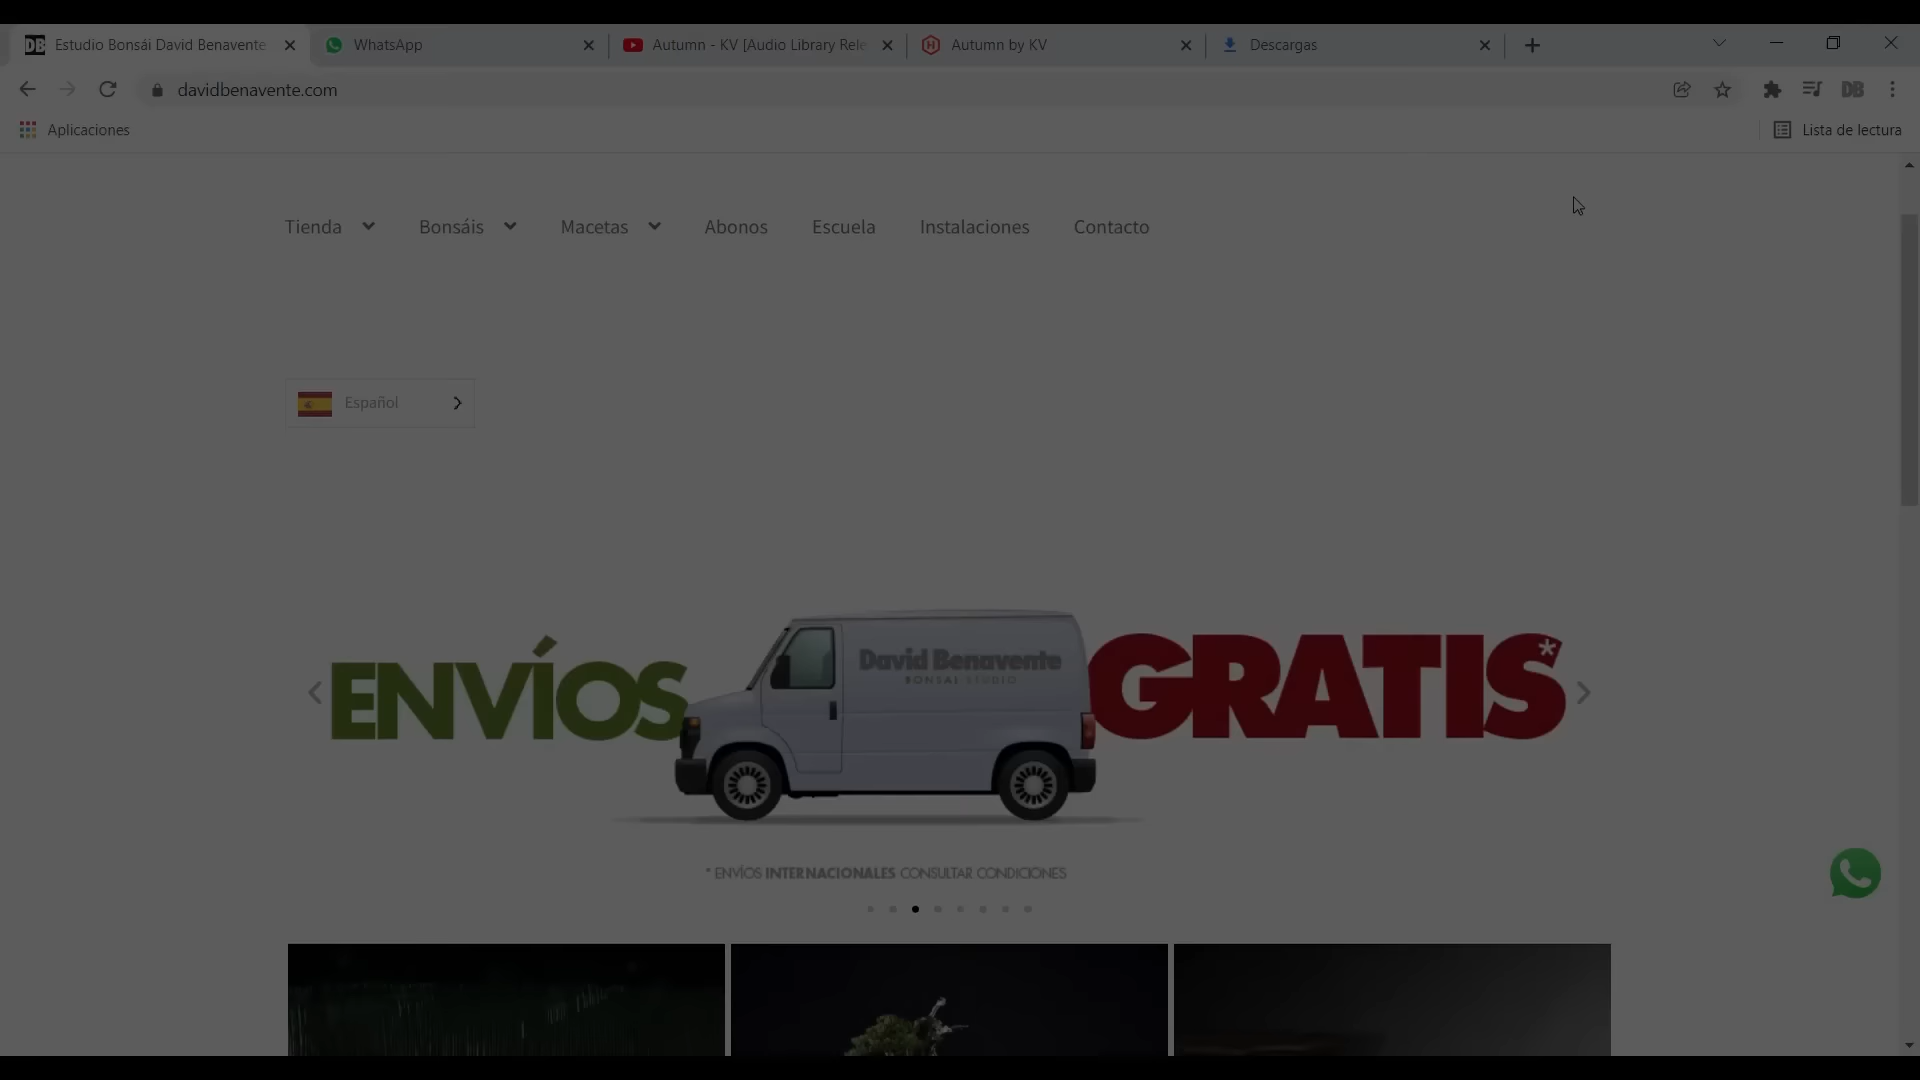 DB Estudio Bonsái David Benavente
WhatsApp
Autumn - KV [Audio Library Rele
Autumn by KV
Descargas
davidbenavente.com
DB
Aplicaciones
Lista de lectura
Tienda
Bonsáis
Macetas
Abonos
Escuela
Instalaciones
Contacto
Español
ENVÍOS
David Benavente
BONSAI STUDIO
GRATIS*
* ENVÍOS INTERNACIONALES CONSULTAR CONDICIONES